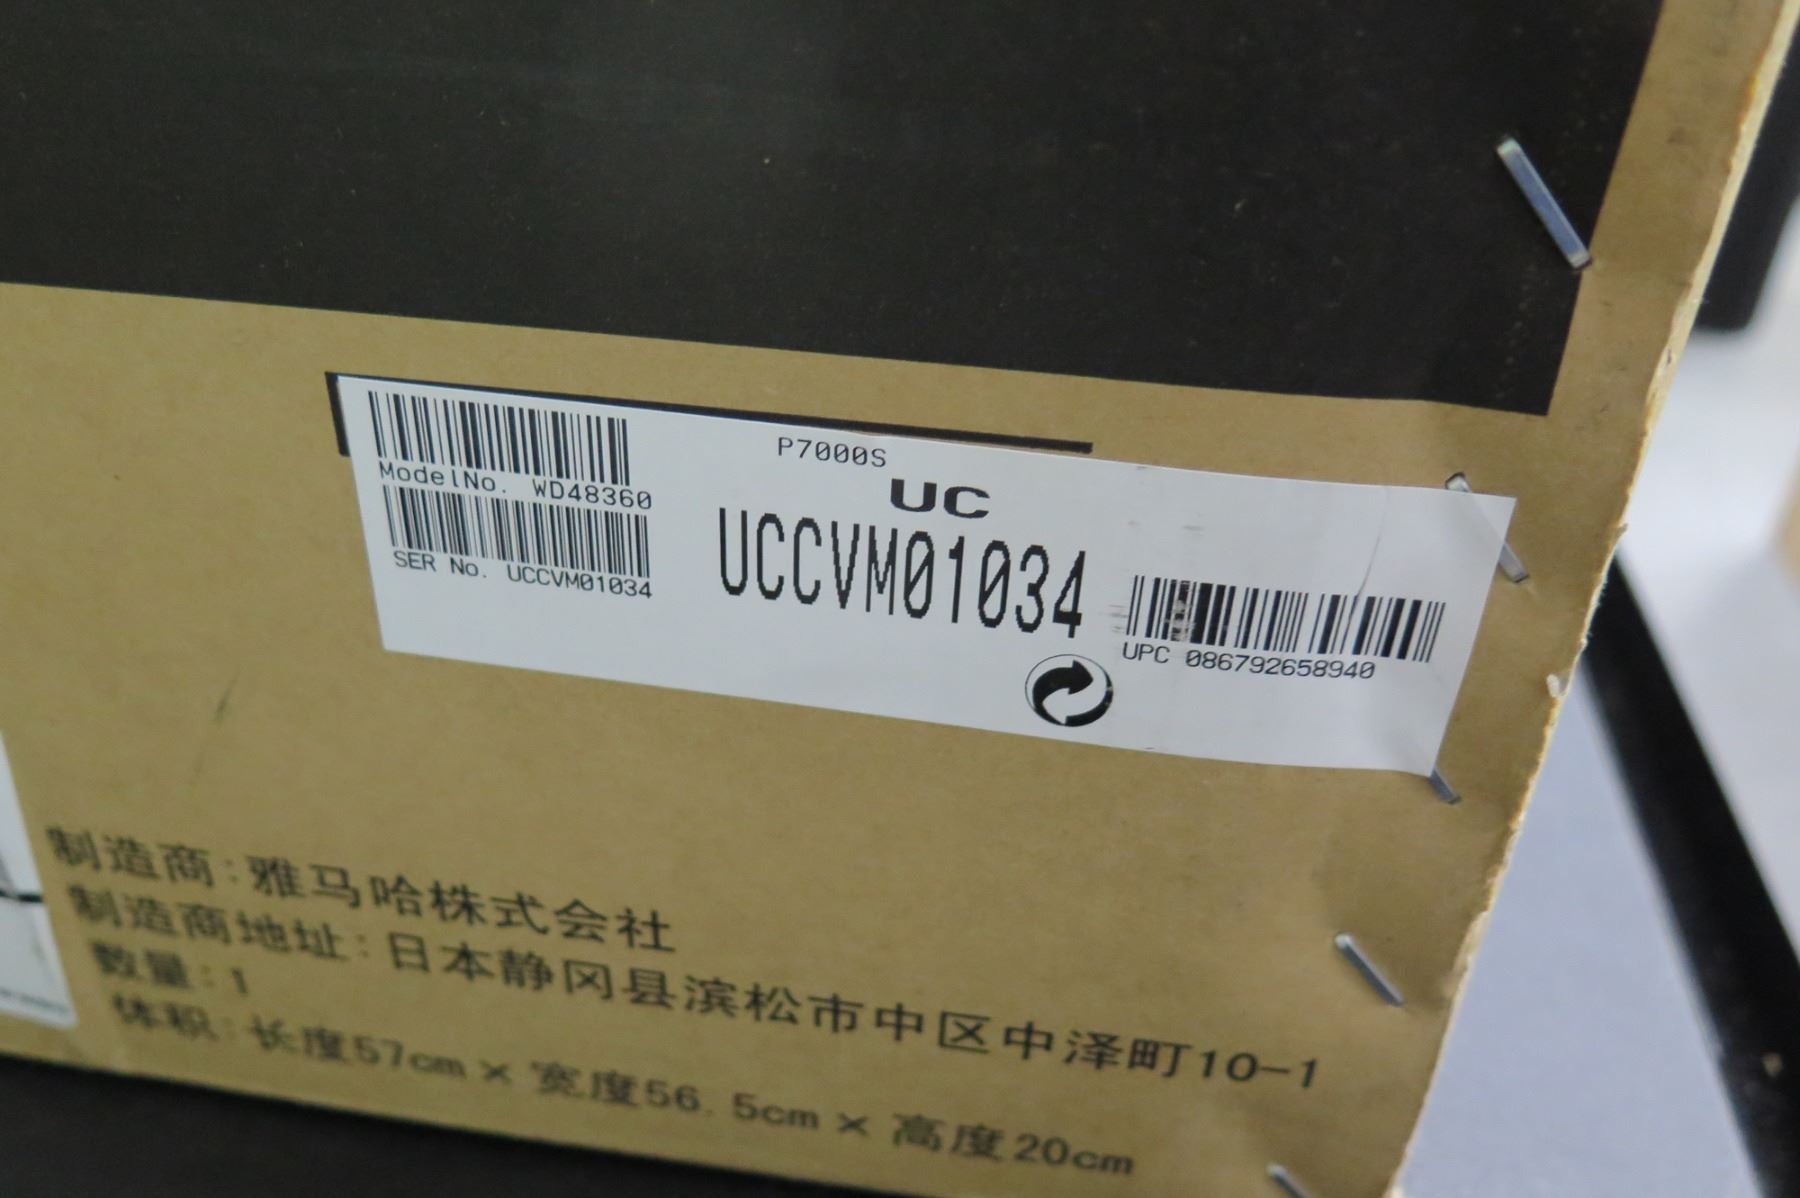 P7000S
UC
ModelNo. WD48360
UCCVM01034
SER No. UCCVM01034
UPC 086792658940
制造商:雅马哈株式会社
制造商地址:日本静冈县滨松市中区中泽町10-1
数量:1
体积:长度57cm × 宽度56.5cm × 高度20cm